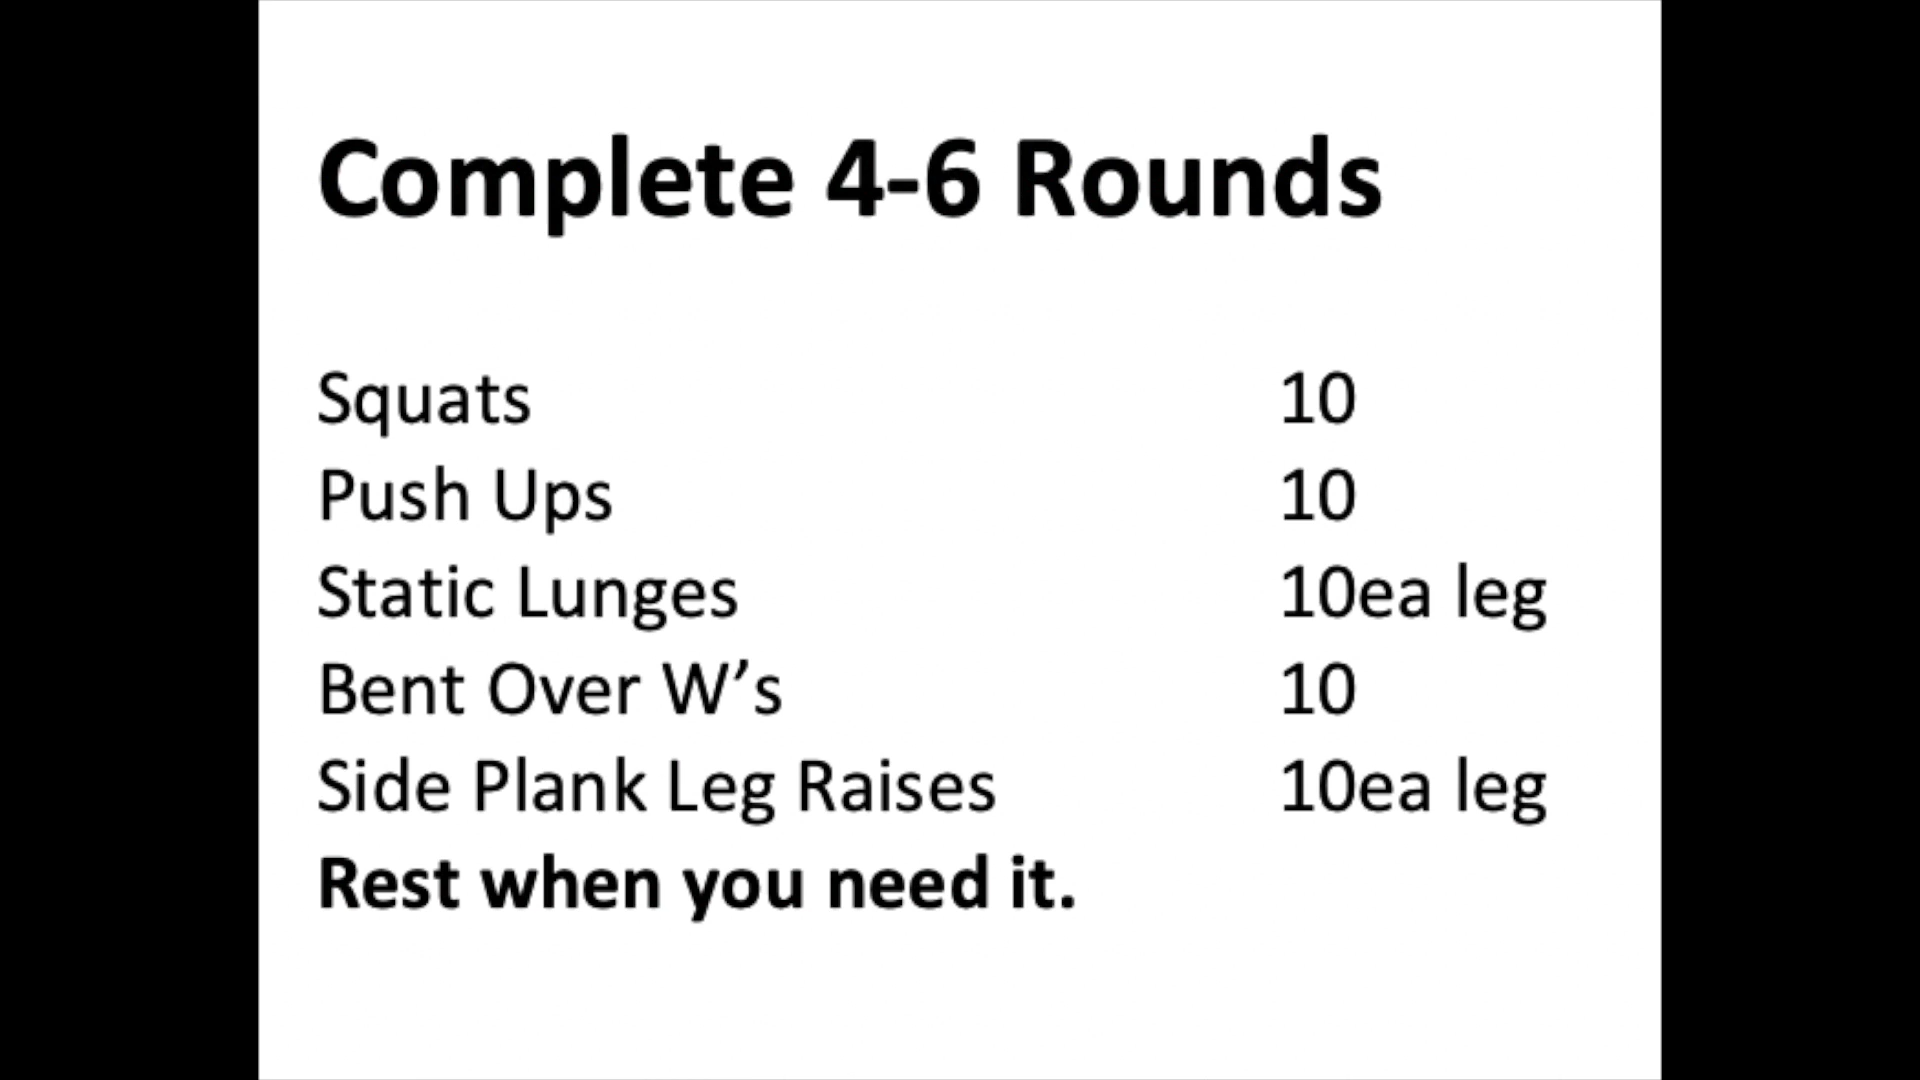 Complete 4-6 Rounds
Squats 10
Push Ups 10
Static Lunges 10ea leg
Bent Over W’s 10
Side Plank Leg Raises 10ea leg
Rest when you need it.